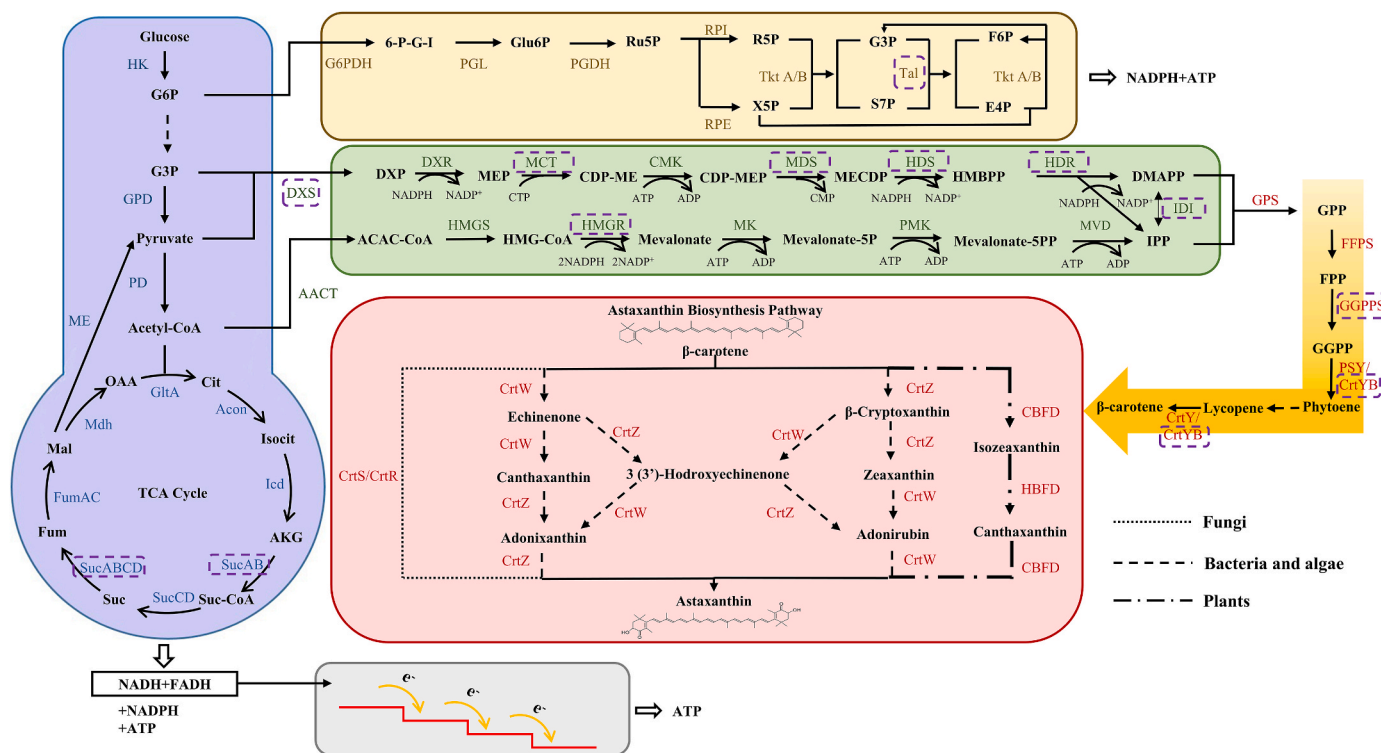 Glucose
HK
G6P
G3P
GPD
Pyruvate
PD
ME
Acetyl-CoA
OAA
GltA
Cit
Acon
Mdh
Isocit
Mal
Icd
FumAC
TCA Cycle
Fum
AKG
SucABCD
SucAB
Suc
SucCD
Suc-CoA
NADH+FADH
+NADPH
+ATP
G6PDH
6-P-G-I
PGL
Glu6P
PGDH
Ru5P
RPI
R5P
RPE
X5P
Tkt A/B
G3P
Tal
S7P
F6P
Tkt A/B
E4P
NADPH+ATP
DXS
DXP
DXR
NADPH
NADP⁺
MEP
MCT
CTP
CDP-ME
CMK
ATP
ADP
CDP-MEP
MDS
CMP
MECDP
HDS
NADPH
NADP⁺
HMBPP
HDR
NADPH
NADP⁺
DMAPP
IDI
AACT
ACAC-CoA
HMGS
HMG-CoA
HMGR
2NADPH
2NADP⁺
Mevalonate
MK
ATP
ADP
Mevalonate-5P
PMK
ATP
ADP
Mevalonate-5PP
MVD
ATP
ADP
IPP
GPS
GPP
FFPS
FPP
GGPPS
GGPP
PSY/
CrtYB
Phytoene
Lycopene
CrtY/
CrtYB
β-carotene
Astaxanthin Biosynthesis Pathway
β-carotene
CrtW
CrtZ
Echinenone
β-Cryptoxanthin
CBFD
CrtW
CrtZ
CrtW
CrtZ
Isozeaxanthin
CrtS/CrtR
Canthaxanthin
3 (3’)-Hodroxyechinenone
Zeaxanthin
HBFD
CrtZ
CrtW
CrtZ
CrtW
Adonixanthin
Adonirubin
Canthaxanthin
CrtZ
CrtW
CBFD
Astaxanthin
O
OH
HO
O
Fungi
Bacteria and algae
Plants
e-
e-
e-
ATP